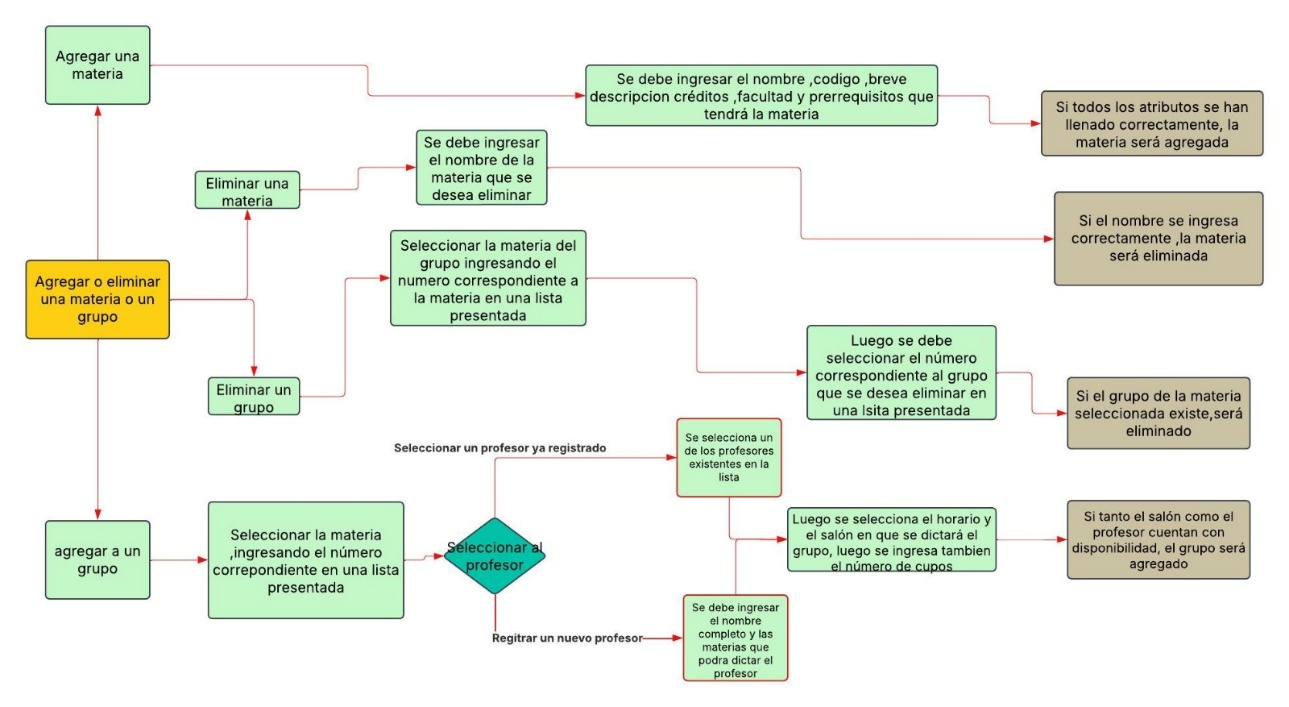 Agregar una
materia
Se debe ingresar el nombre ,codigo ,breve
descripcion créditos ,facultad y prerrequisitos que
tendrá la materia
Si todos los atributos se han
llenado correctamente, la
materia será agregada
Eliminar una
materia
Se debe ingresar
el nombre de la
materia que se
desea eliminar
Si el nombre se ingresa
correctamente ,la materia
será eliminada
Agregar o eliminar
una materia o un
grupo
Seleccionar la materia del
grupo ingresando el
numero correspondiente a
la materia en una lista
presentada
Eliminar un
grupo
Luego se debe
seleccionar el número
correspondiente al grupo
que se desea eliminar en
una lsita presentada
Si el grupo de la materia
seleccionada existe,será
eliminado
agregar a un
grupo
Seleccionar la materia
,ingresando el número
correpondiente en una lista
presentada
Seleccionar al
profesor
Seleccionar un profesor ya registrado
Se selecciona un
de los profesores
existentes en la
lista
Regitrar un nuevo profesor
Se debe ingresar
el nombre
completo y las
materias que
podra dictar el
profesor
Luego se selecciona el horario y
el salón en que se dictará el
grupo, luego se ingresa tambien
el número de cupos
Si tanto el salón como el
profesor cuentan con
disponibilidad, el grupo será
agregado